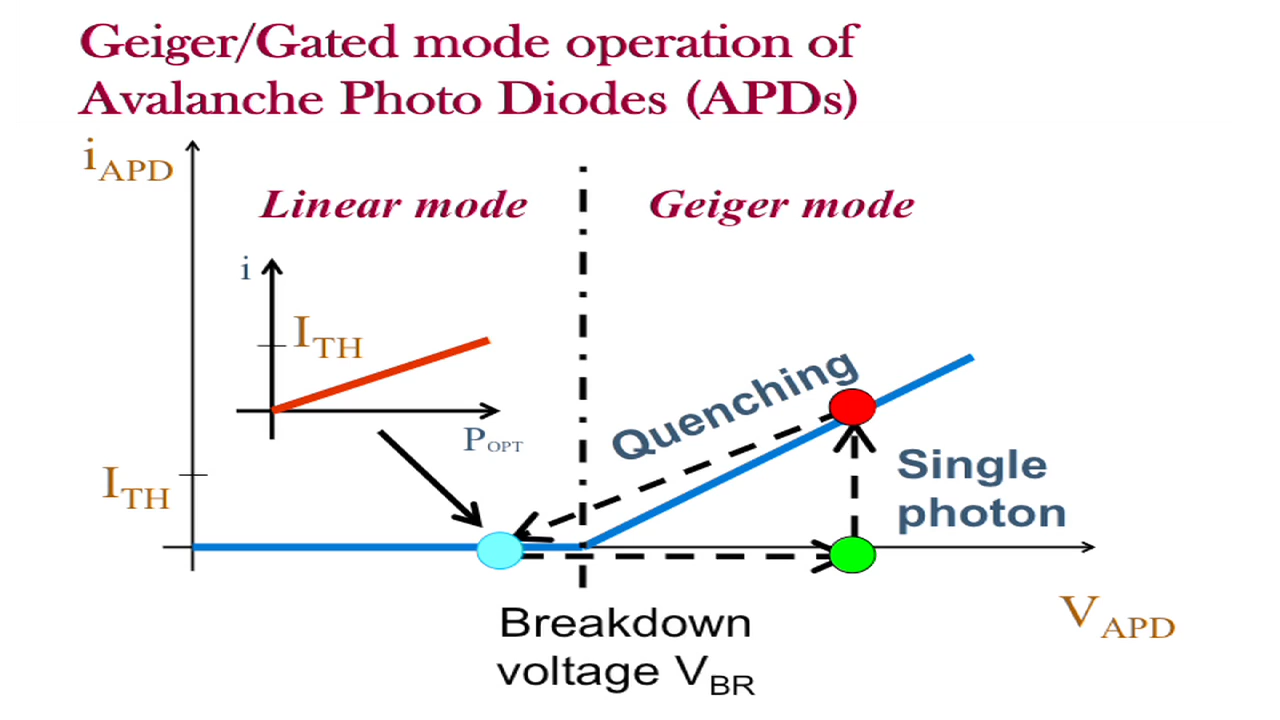 Geiger/Gated mode operation of
Avalanche Photo Diodes (APDs)
iAPD
Linear mode
Geiger mode
i
ITH
Quenching
POPT
ITH
Single
photon
Breakdown
voltage VBR
VAPD